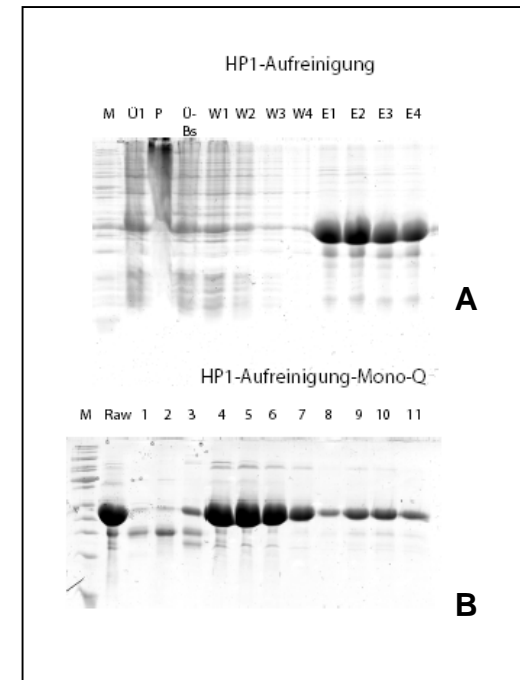 HP1-Aufreinigung
M Ü1 P Ü-Bs W1 W2 W3 W4 E1 E2 E3 E4
A
HP1-Aufreinigung-Mono-Q
M Raw 1 2 3 4 5 6 7 8 9 10 11
B